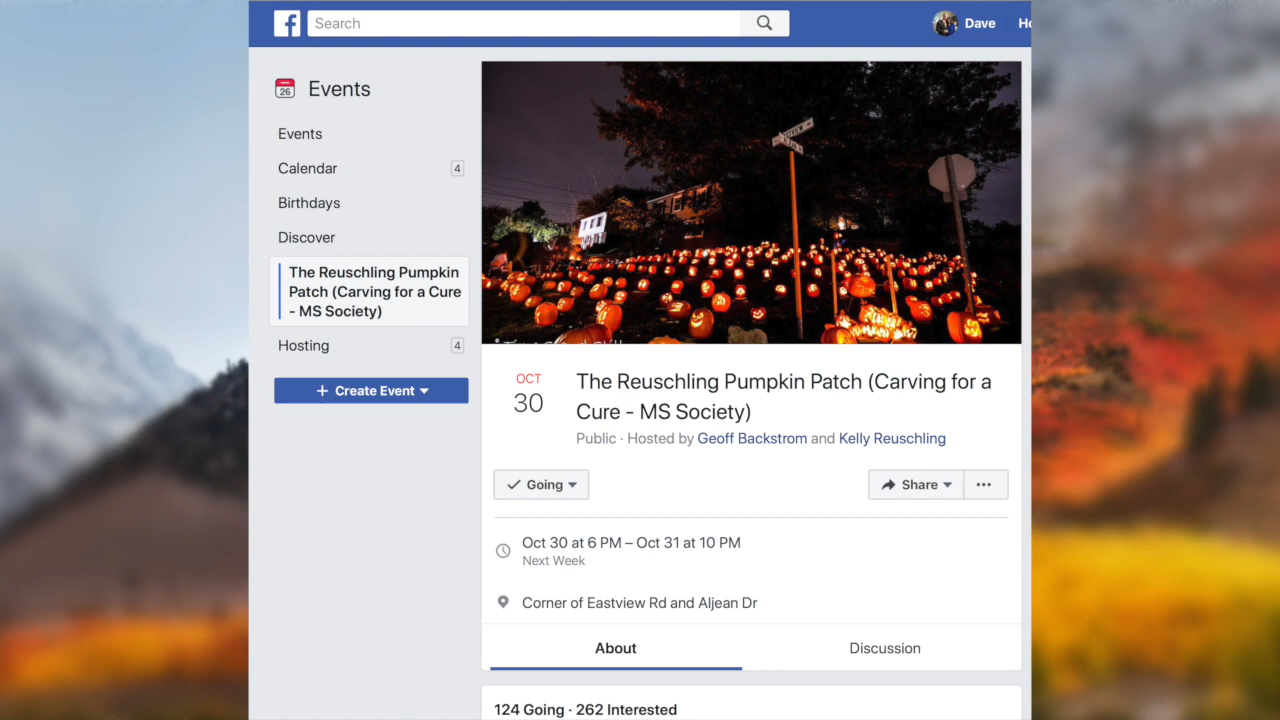 f
Search
Dave
26
Events
Events
Calendar
4
Birthdays
Discover
The Reuschling Pumpkin
Patch (Carving for a Cure
- MS Society)
Hosting
4
+ Create Event
OCT
30
The Reuschling Pumpkin Patch (Carving for a
Cure - MS Society)
Public · Hosted by Geoff Backstrom and Kelly Reuschling
Going
Share
···
Oct 30 at 6 PM – Oct 31 at 10 PM
Next Week
Corner of Eastview Rd and Aljean Dr
About
Discussion
124 Going · 262 Interested